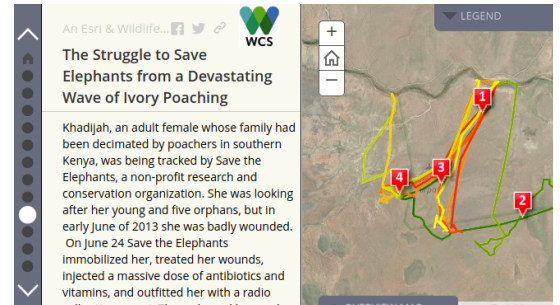 An Esri & Wildlife...
WCS
The Struggle to Save
Elephants from a Devastating
Wave of Ivory Poaching
Khadijah, an adult female whose family had
been decimated by poachers in southern
Kenya, was being tracked by Save the
Elephants, a non-profit research and
conservation organization. She was looking
after her young and five orphans, but in
early June of 2013 she was badly wounded.
On June 24 Save the Elephants
immobilized her, treated her wounds,
injected a massive dose of antibiotics and
vitamins, and outfitted her with a radio
LEGEND
1
3
4
2